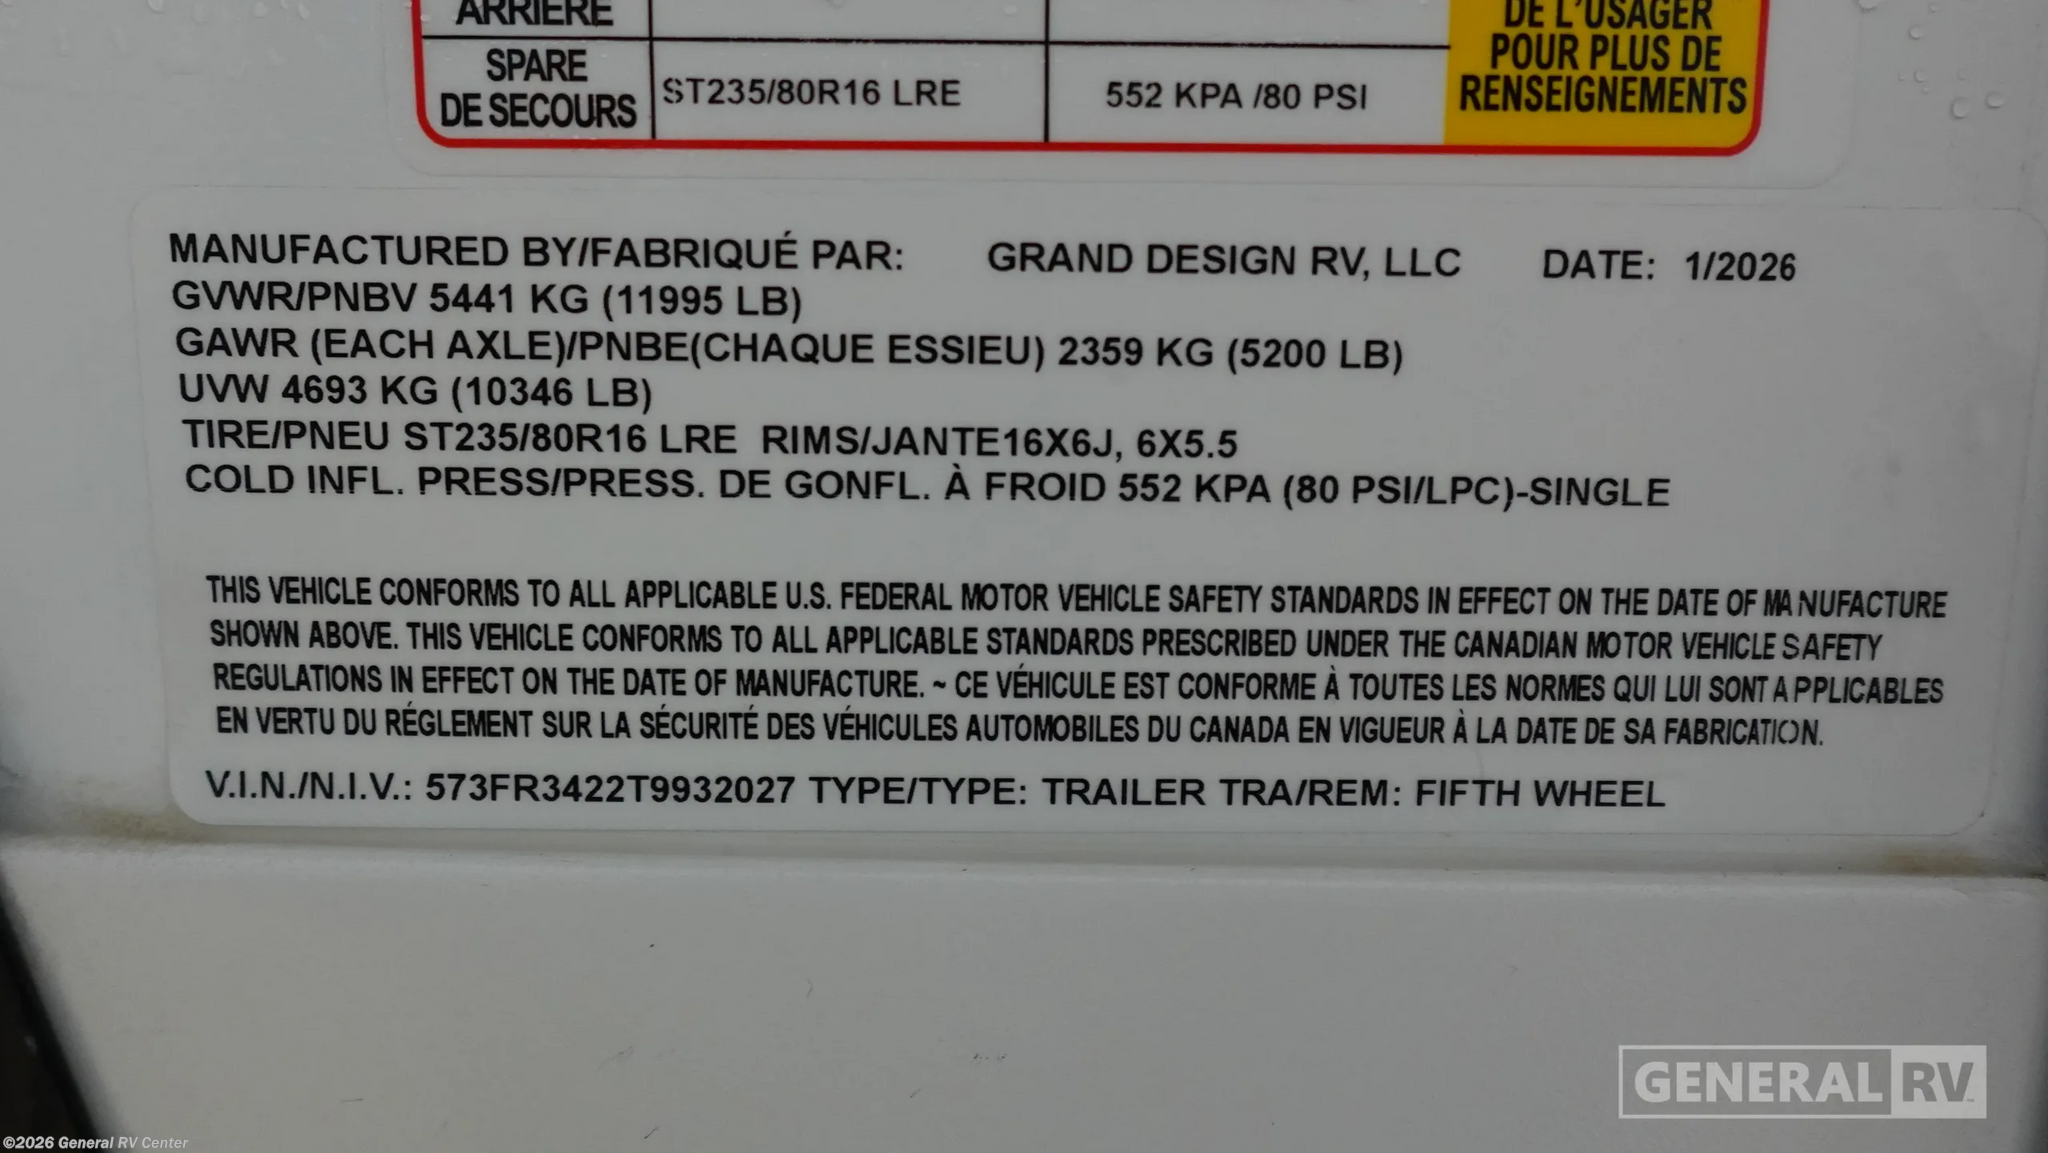 ARRIÈRE
DE L'USAGER
POUR PLUS DE
RENSEIGNEMENTS
SPARE
DE SECOURS
ST235/80R16 LRE
552 KPA /80 PSI
MANUFACTURED BY/FABRIQUÉ PAR: GRAND DESIGN RV, LLC DATE: 1/2026
GVWR/PNBV 5441 KG (11995 LB)
GAWR (EACH AXLE)/PNBE(CHAQUE ESSIEU) 2359 KG (5200 LB)
UVW 4693 KG (10346 LB)
TIRE/PNEU ST235/80R16 LRE RIMS/JANTE16X6J, 6X5.5
COLD INFL. PRESS/PRESS. DE GONFL. À FROID 552 KPA (80 PSI/LPC)-SINGLE
THIS VEHICLE CONFORMS TO ALL APPLICABLE U.S. FEDERAL MOTOR VEHICLE SAFETY STANDARDS IN EFFECT ON THE DATE OF MANUFACTURE
SHOWN ABOVE. THIS VEHICLE CONFORMS TO ALL APPLICABLE STANDARDS PRESCRIBED UNDER THE CANADIAN MOTOR VEHICLE SAFETY
REGULATIONS IN EFFECT ON THE DATE OF MANUFACTURE. ~ CE VÉHICULE EST CONFORME À TOUTES LES NORMES QUI LUI SONT APPLICABLES
EN VERTU DU RÉGLEMENT SUR LA SÉCURITÉ DES VÉHICULES AUTOMOBILES DU CANADA EN VIGUEUR À LA DATE DE SA FABRICATION.
V.I.N./N.I.V.: 573FR3422T9932027 TYPE/TYPE: TRAILER TRA/REM: FIFTH WHEEL
GENERAL RV
©2026 General RV Center